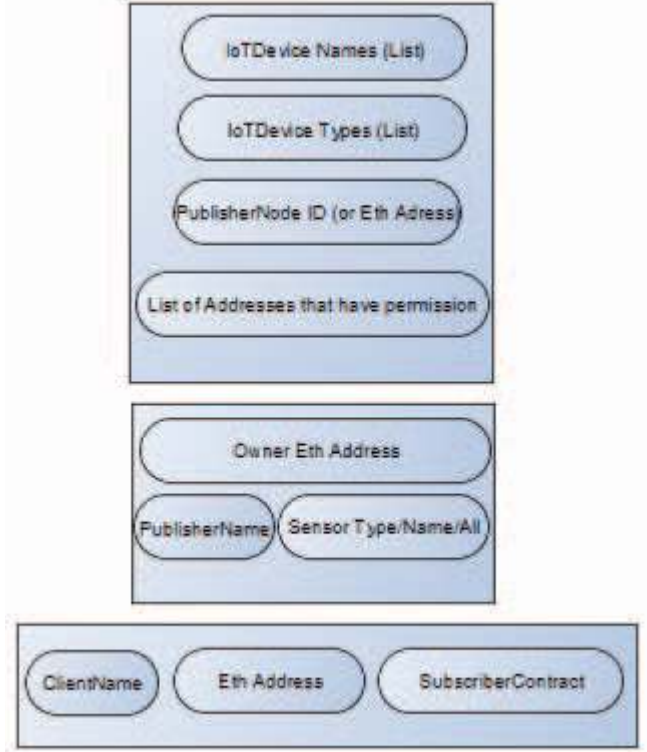 IoTDevice Names (List)
IoTDevice Types (List)
PublisherNode ID (or Eth Adress)
List of Addresses that have permission
Owner Eth Address
PublisherName
Sensor Type/Name/All
ClientName
Eth Address
SubscriberContract